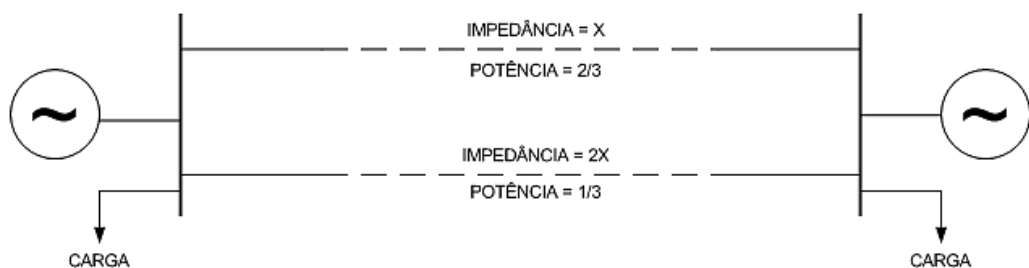 IMPEDÂNCIA = X
POTÊNCIA = 2/3
IMPEDÂNCIA = 2X
POTÊNCIA = 1/3
CARGA
CARGA